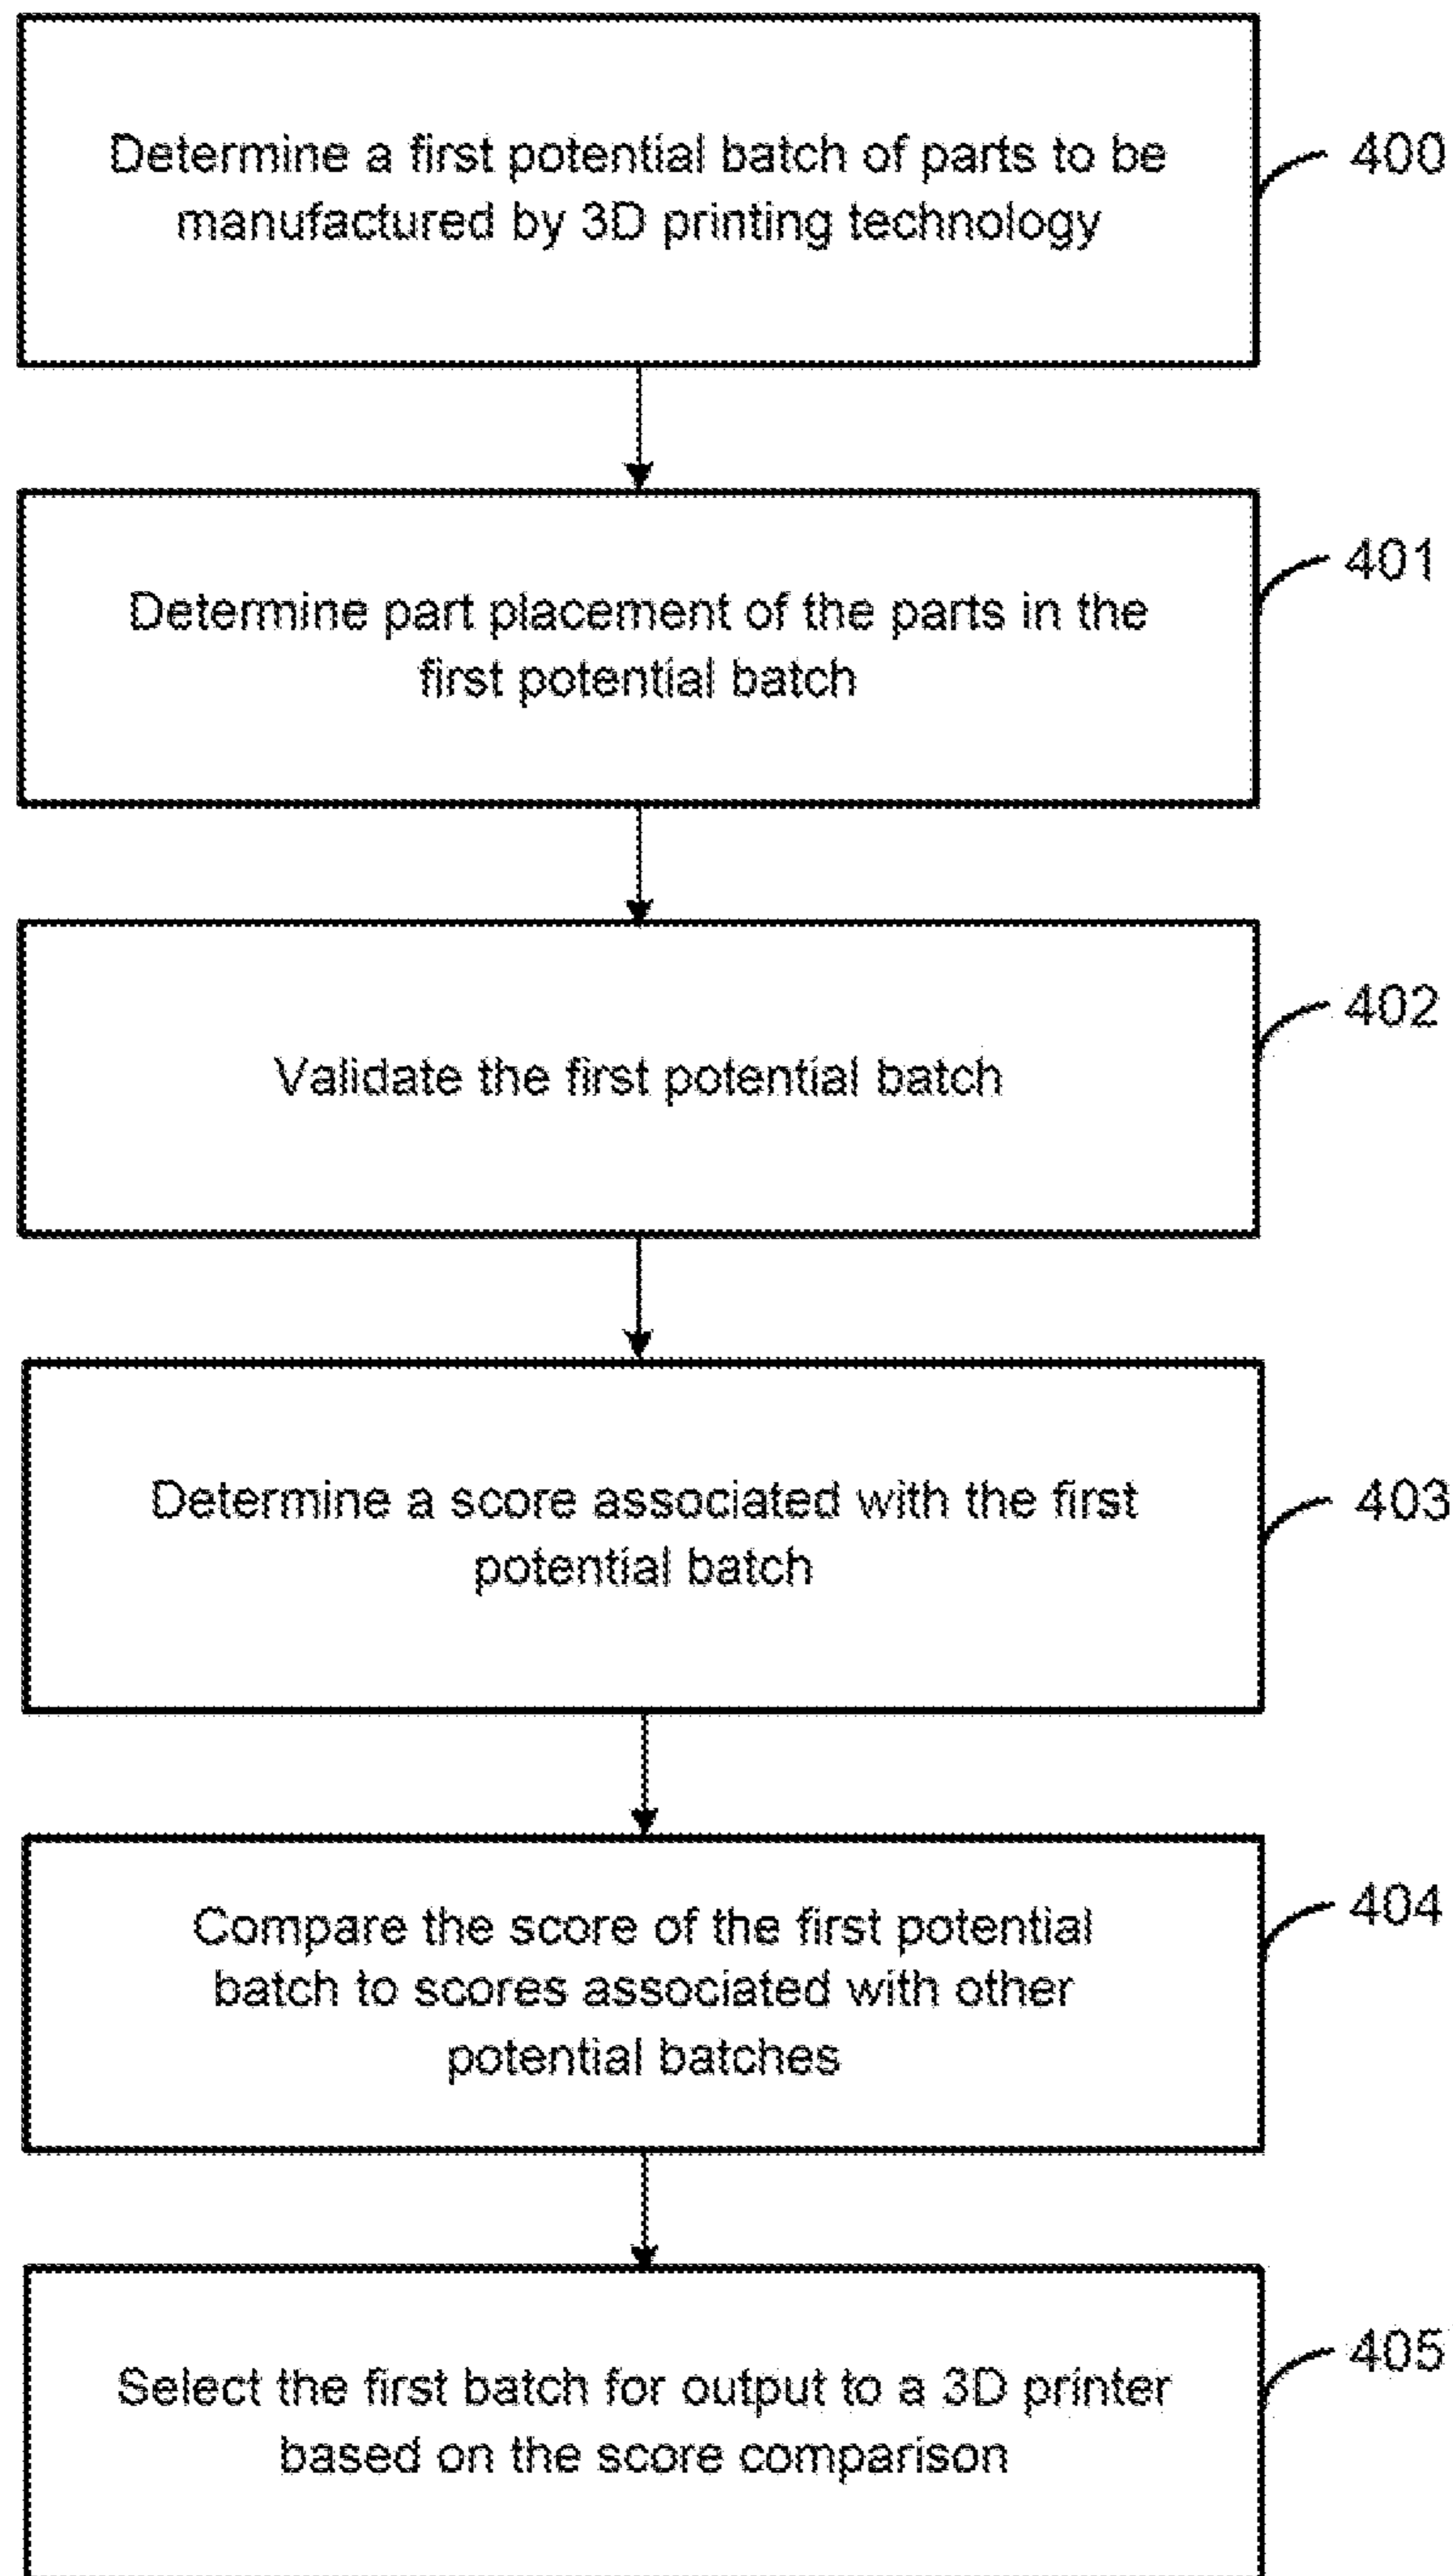 Determine a first potential batch of parts to be
manufactured by 3D printing technology
400
Determine part placement of the parts in the
first potential batch
401
Validate the first potential batch
402
Determine a score associated with the first
potential batch
403
Compare the score of the first potential
batch to scores associated with other
potential batches
404
Select the first batch for output to a 3D printer
based on the score comparison
405